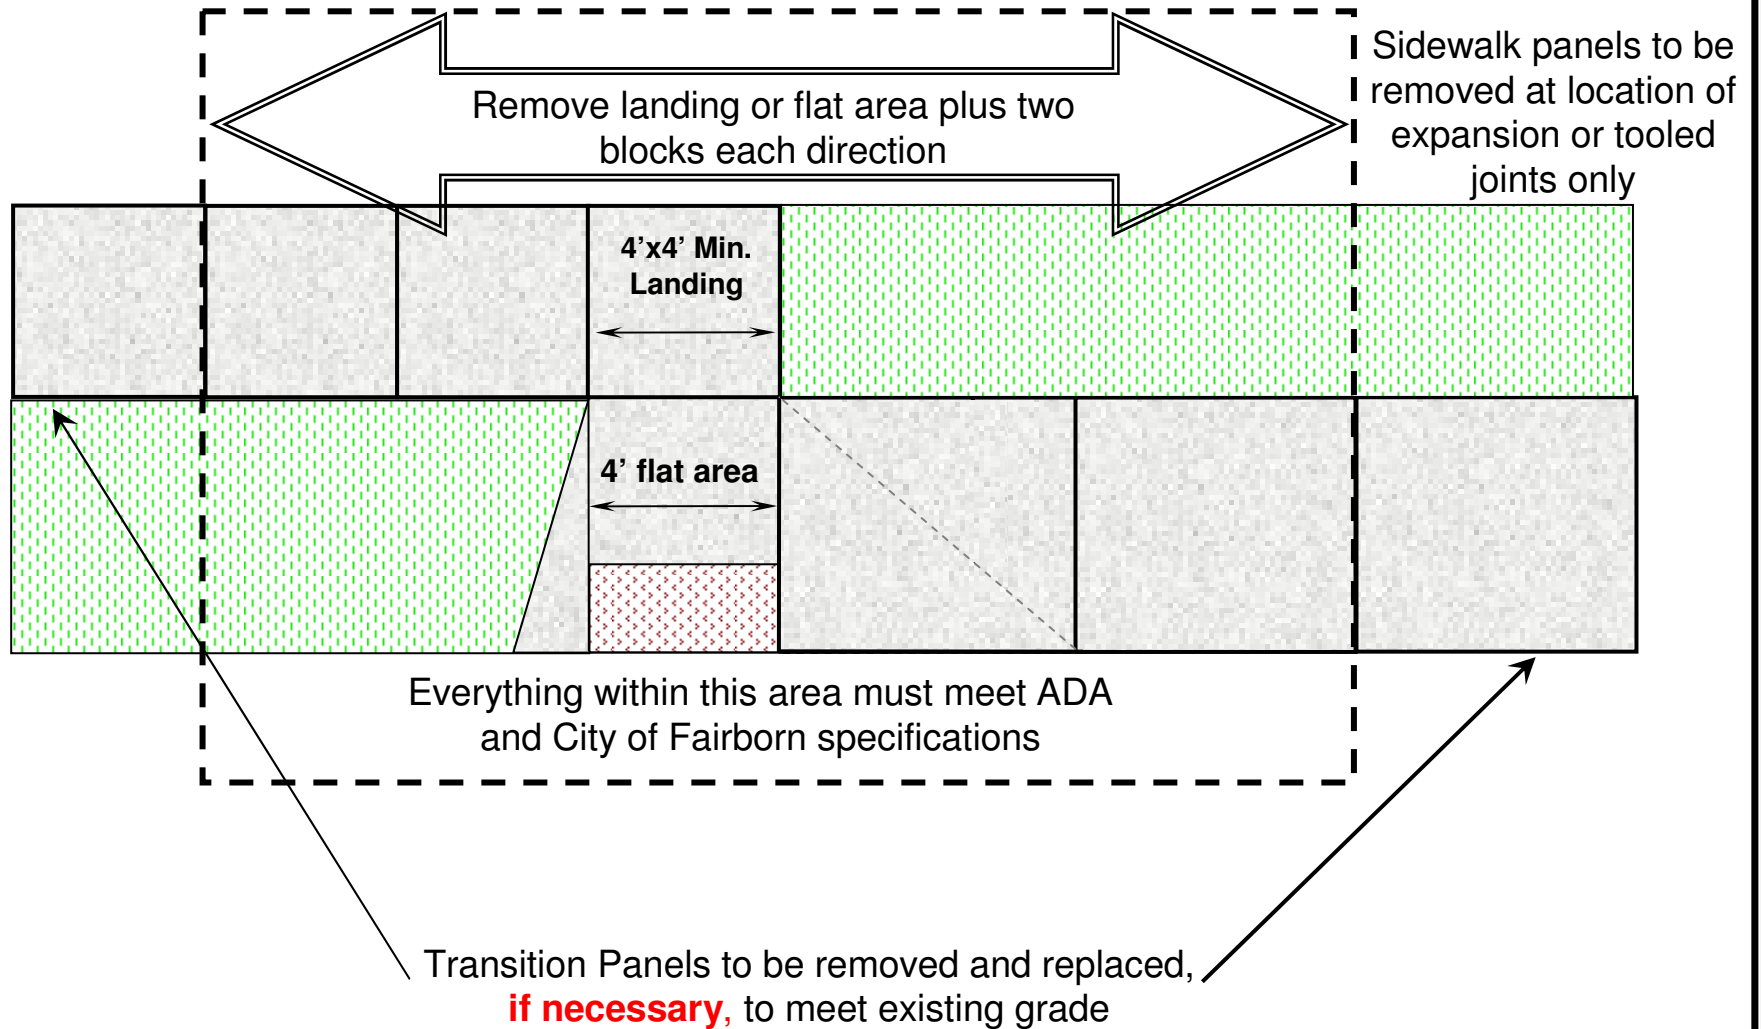 Remove landing or flat area plus two
blocks each direction
Sidewalk panels to be
removed at location of
expansion or tooled
joints only
4’x4’ Min.
Landing
4’ flat area
Everything within this area must meet ADA
and City of Fairborn specifications
Transition Panels to be removed and replaced,
if necessary, to meet existing grade